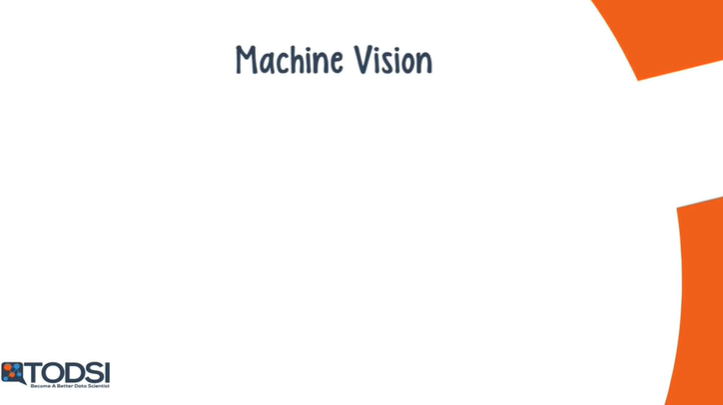 Machine Vision
TODSI
Become A Better Data Scientist